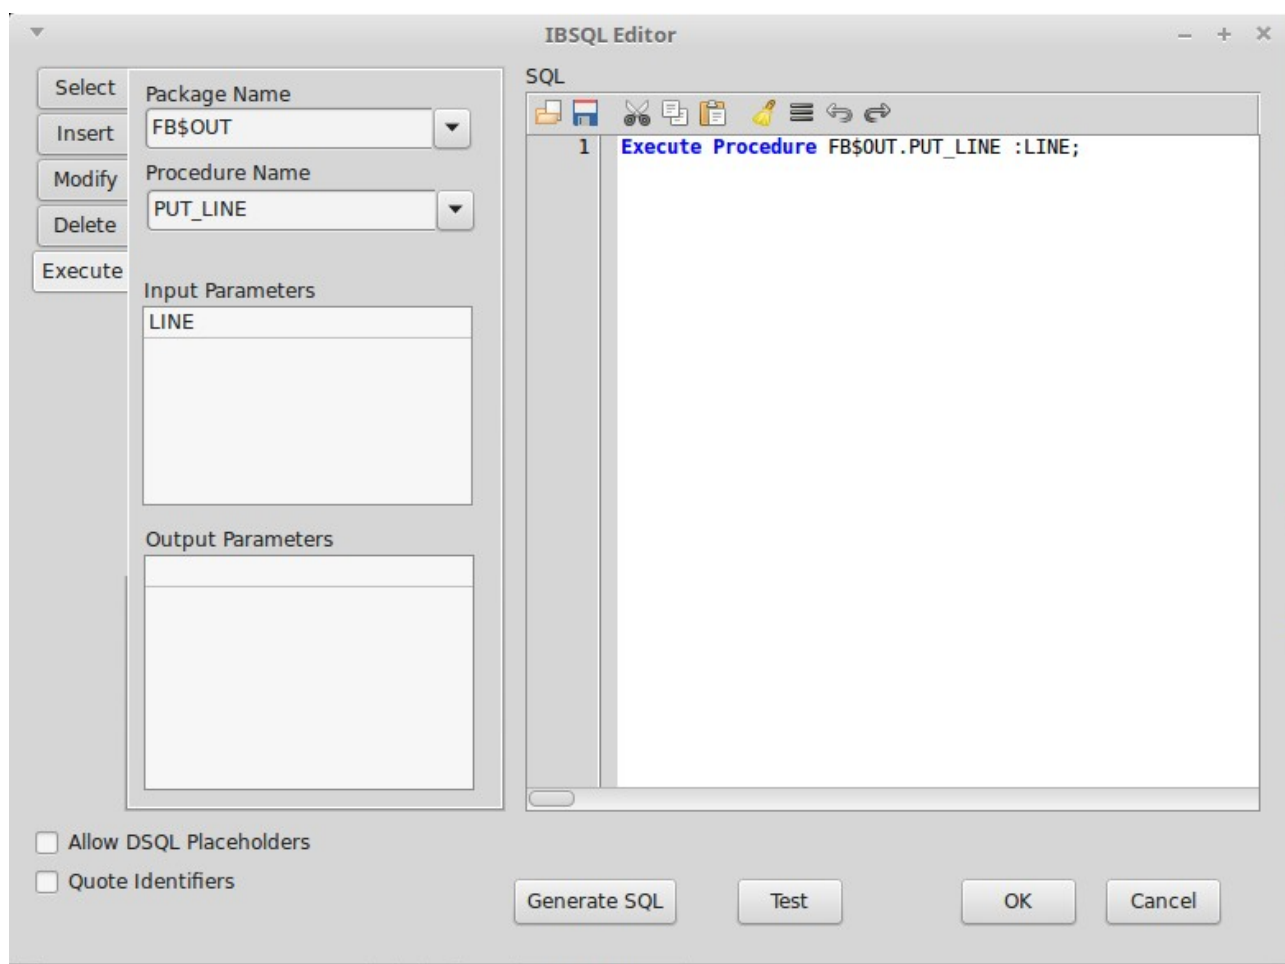 IBSQL Editor
Select
Insert
Modify
Delete
Execute
Package Name
FB$OUT
Procedure Name
PUT_LINE
Input Parameters
LINE
Output Parameters
SQL
1 Execute Procedure FB$OUT.PUT_LINE :LINE;
Allow DSQL Placeholders
Quote Identifiers
Generate SQL
Test
OK
Cancel